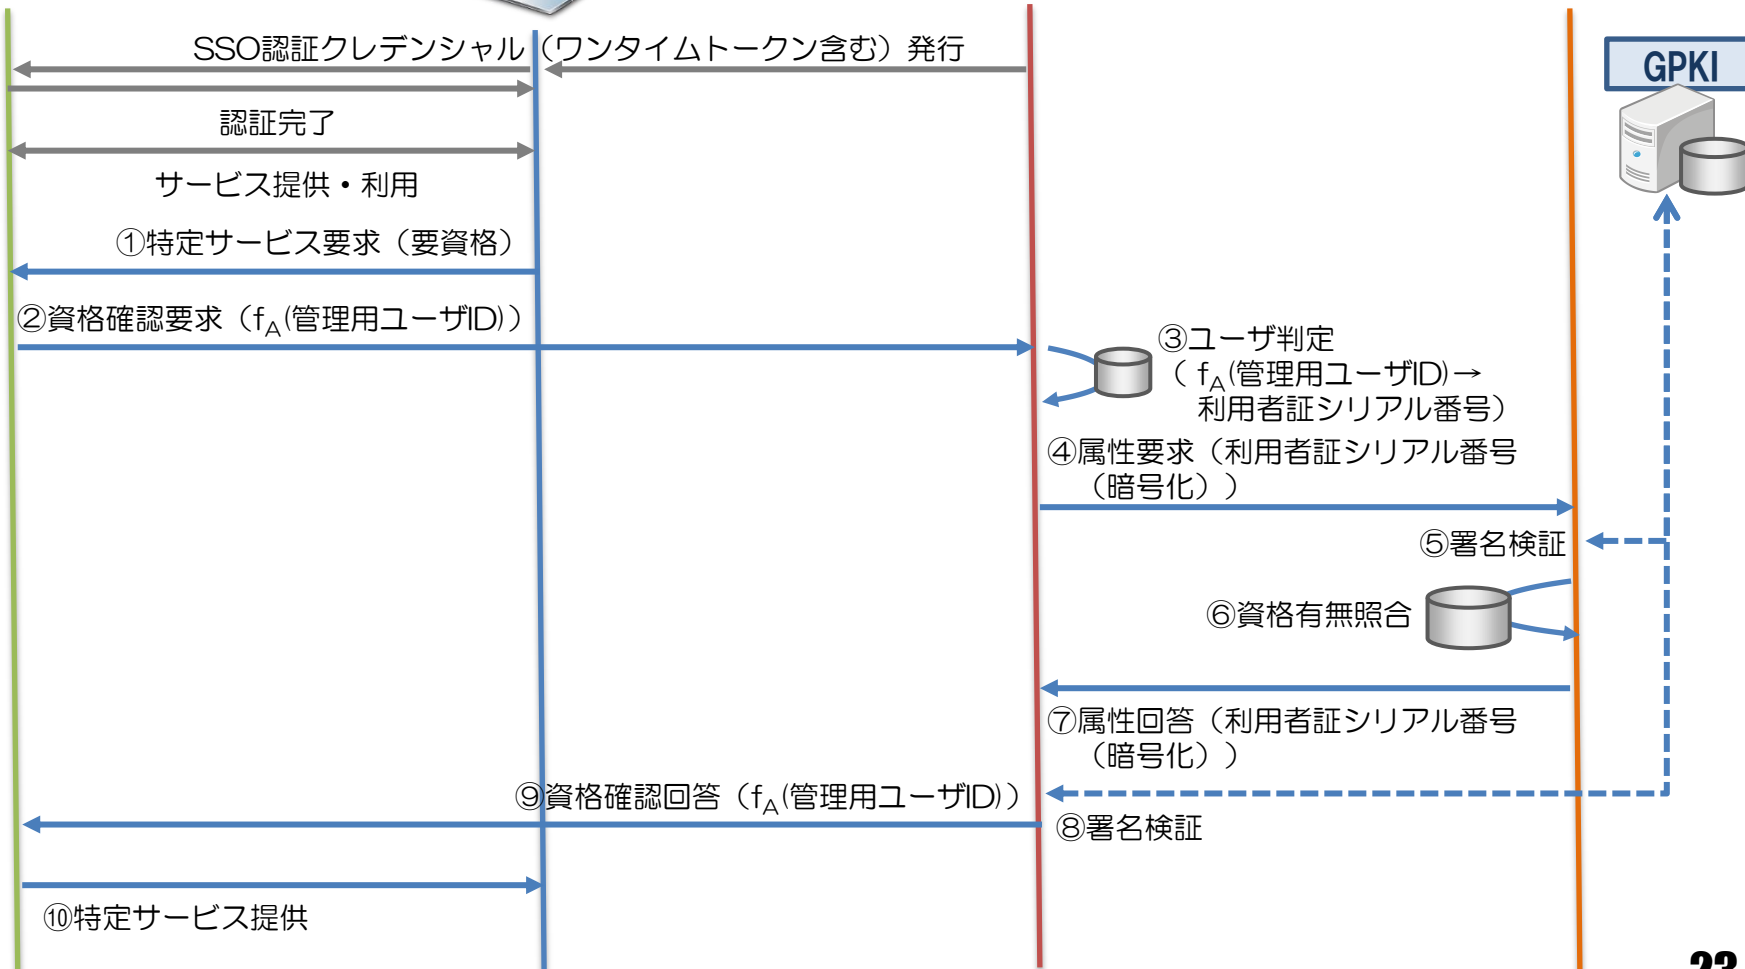 SSO認証クレデンシャル（ワンタイムトークン含む）発行
GPKI
認証完了
サービス提供・利用
①特定サービス要求（要資格）
②資格確認要求（fA(管理用ユーザID)）
③ユーザ判定
（ fA(管理用ユーザID)→
利用者証シリアル番号）
④属性要求（利用者証シリアル番号
（暗号化））
⑤署名検証
⑥資格有無照合
⑦属性回答（利用者証シリアル番号
（暗号化））
⑨資格確認回答（fA(管理用ユーザID)）
⑧署名検証
⑩特定サービス提供
23